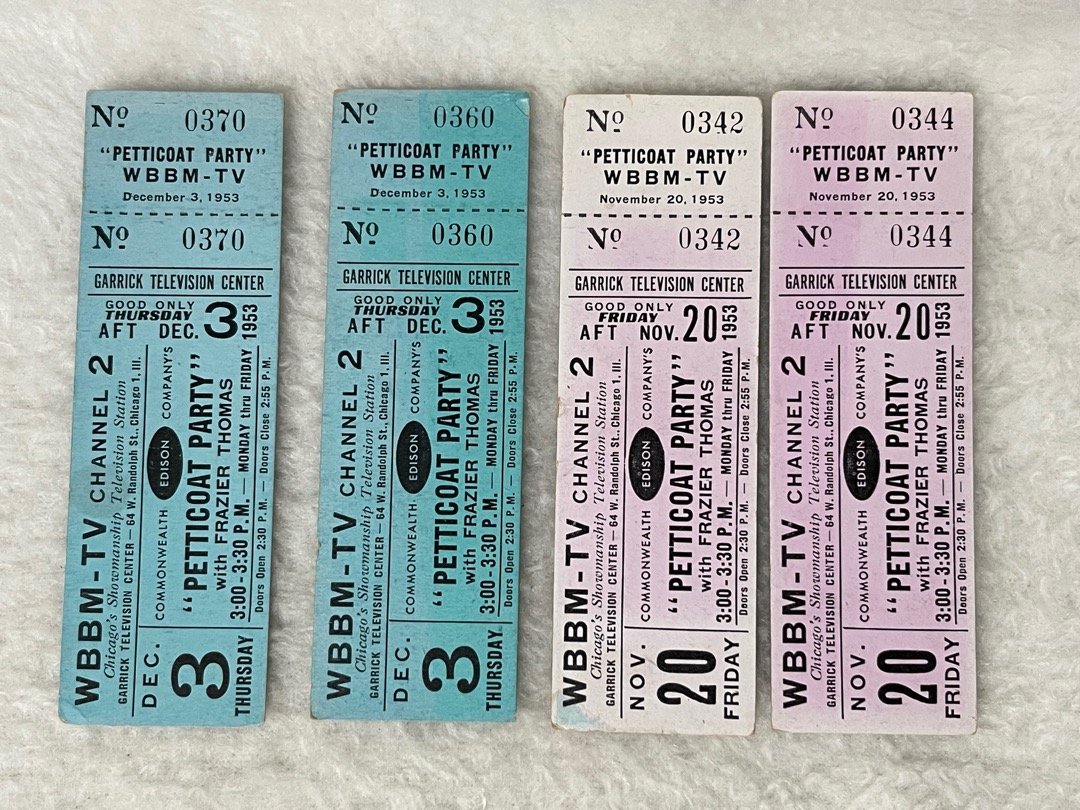 Nº 0370
"PETTICOAT PARTY"
WBBM-TV
December 3, 1953
Nº 0370
GARRICK TELEVISION CENTER
GOOD ONLY
THURSDAY
AFT DEC. 3 1953
WBBM-TV CHANNEL 2
Chicago's Showmanship Television Station
GARRICK TELEVISION CENTER — 64 W. Randolph St., Chicago 1, Ill.
COMMONWEALTH EDISON COMPANY'S
"PETTICOAT PARTY"
with FRAZIER THOMAS
3:00-3:30 P.M. — MONDAY thru FRIDAY
Doors Open 2:30 P.M. — Doors Close 2:55 P.M.
DEC.
3
THURSDAY
Nº 0360
"PETTICOAT PARTY"
WBBM-TV
December 3, 1953
Nº 0360
GARRICK TELEVISION CENTER
GOOD ONLY
THURSDAY
AFT DEC. 3 1953
WBBM-TV CHANNEL 2
Chicago's Showmanship Television Station
GARRICK TELEVISION CENTER — 64 W. Randolph St., Chicago 1, Ill.
COMMONWEALTH EDISON COMPANY'S
"PETTICOAT PARTY"
with FRAZIER THOMAS
3:00-3:30 P.M. — MONDAY thru FRIDAY
Doors Open 2:30 P.M. — Doors Close 2:55 P.M.
DEC.
3
THURSDAY
Nº 0342
"PETTICOAT PARTY"
WBBM-TV
November 20, 1953
Nº 0342
GARRICK TELEVISION CENTER
GOOD ONLY
FRIDAY
AFT NOV. 20 1953
WBBM-TV CHANNEL 2
Chicago's Showmanship Television Station
GARRICK TELEVISION CENTER — 64 W. Randolph St., Chicago 1, Ill.
COMMONWEALTH EDISON COMPANY'S
"PETTICOAT PARTY"
with FRAZIER THOMAS
3:00-3:30 P.M. — MONDAY thru FRIDAY
Doors Open 2:30 P.M. — Doors Close 2:55 P.M.
NOV.
20
FRIDAY
Nº 0344
"PETTICOAT PARTY"
WBBM-TV
November 20, 1953
Nº 0344
GARRICK TELEVISION CENTER
GOOD ONLY
FRIDAY
AFT NOV. 20 1953
WBBM-TV CHANNEL 2
Chicago's Showmanship Television Station
GARRICK TELEVISION CENTER — 64 W. Randolph St., Chicago 1, Ill.
COMMONWEALTH EDISON COMPANY'S
"PETTICOAT PARTY"
with FRAZIER THOMAS
3:00-3:30 P.M. — MONDAY thru FRIDAY
Doors Open 2:30 P.M. — Doors Close 2:55 P.M.
NOV.
20
FRIDAY